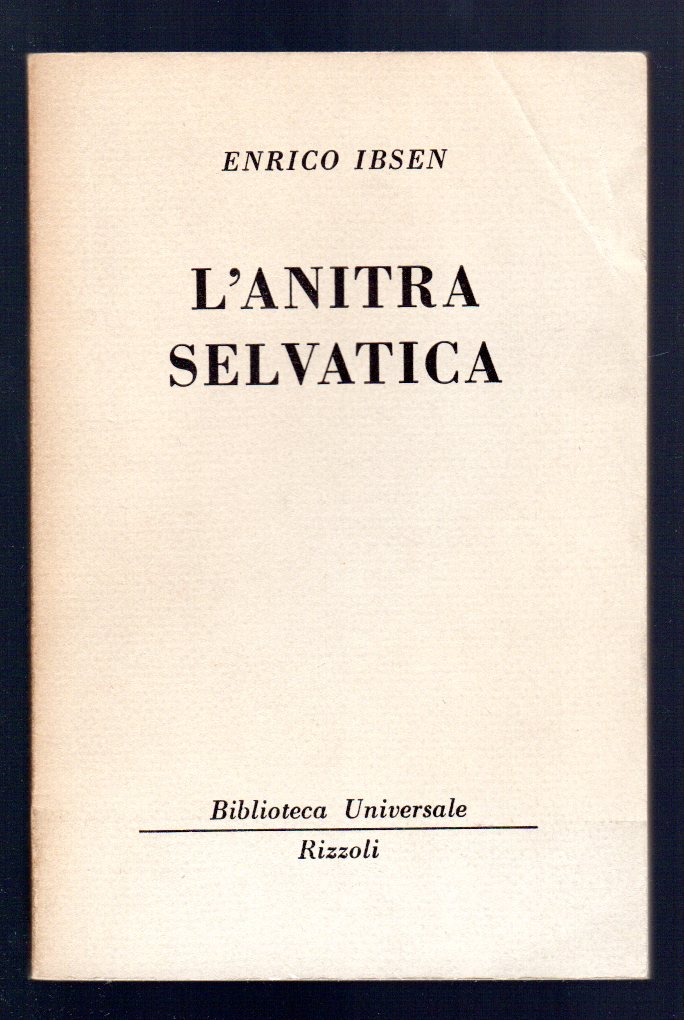 ENRICO IBSEN
L'ANITRA
SELVATICA
Biblioteca Universale
Rizzoli